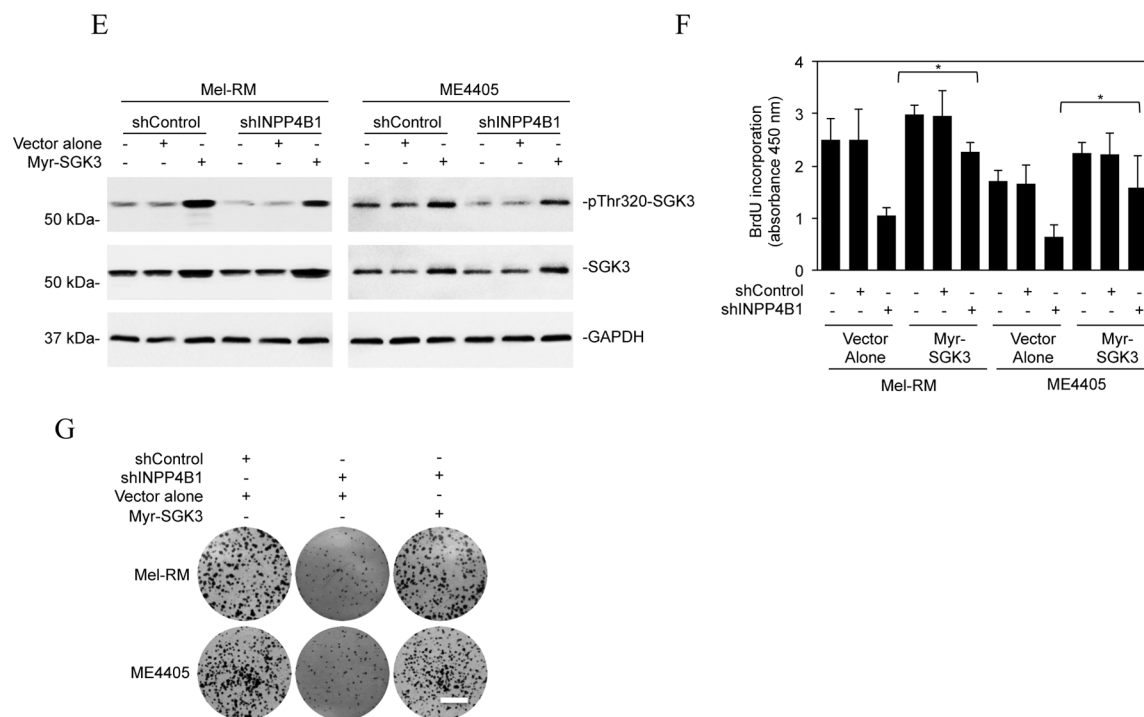 E
Mel-RM ME4405
shControl shINPP4B1 shControl shINPP4B1
Vector alone - + - - + - - + - - + -
Myr-SGK3 - - + - - + - - + - - +
50 kDa- -pThr320-SGK3
50 kDa- -SGK3
37 kDa- -GAPDH
F
BrdU incorporation
(absorbance 450 nm)
4
3
2
1
0
* *
shControl - + - - + - - + - - + -
shINPP4B1 - - + - - + - - + - - +
Vector Myr- Vector Myr-
Alone SGK3 Alone SGK3
Mel-RM ME4405
G
shControl + - -
shINPP4B1 - + +
Vector alone + + -
Myr-SGK3 - - +
Mel-RM
ME4405